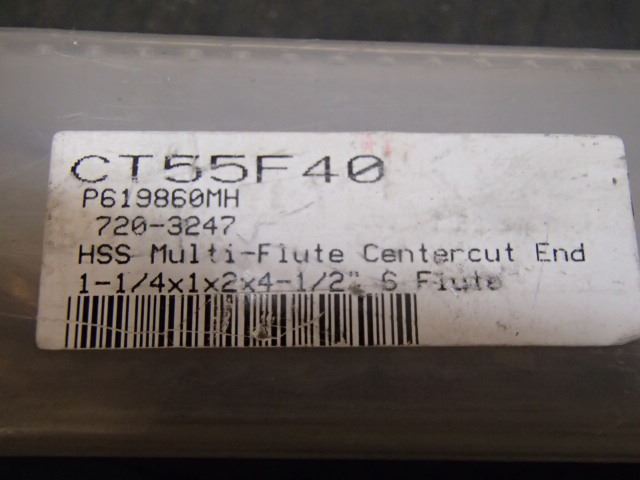 CT55F40
P619860MH
720-3247
HSS Multi-Flute Centercut End
1-1/4x1x2x4-1/2" 6 Flute